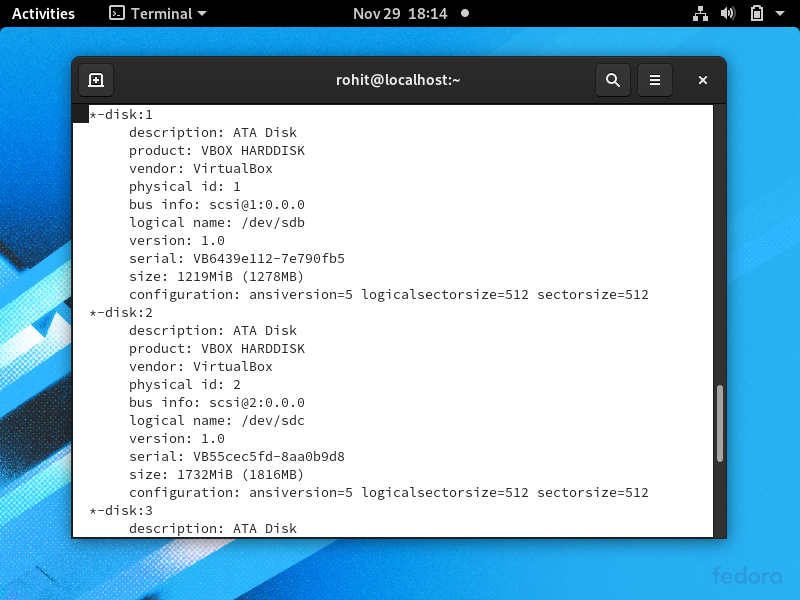 Activities Terminal Nov 29 18:14
rohit@localhost:~
*-disk:1
description: ATA Disk
product: VBOX HARDDISK
vendor: VirtualBox
physical id: 1
bus info: scsi@1:0.0.0
logical name: /dev/sdb
version: 1.0
serial: VB6439e112-7e790fb5
size: 1219MiB (1278MB)
configuration: ansiversion=5 logicalsectorsize=512 sectorsize=512
*-disk:2
description: ATA Disk
product: VBOX HARDDISK
vendor: VirtualBox
physical id: 2
bus info: scsi@2:0.0.0
logical name: /dev/sdc
version: 1.0
serial: VB55cec5fd-8aa0b9d8
size: 1732MiB (1816MB)
configuration: ansiversion=5 logicalsectorsize=512 sectorsize=512
*-disk:3
description: ATA Disk
fedora